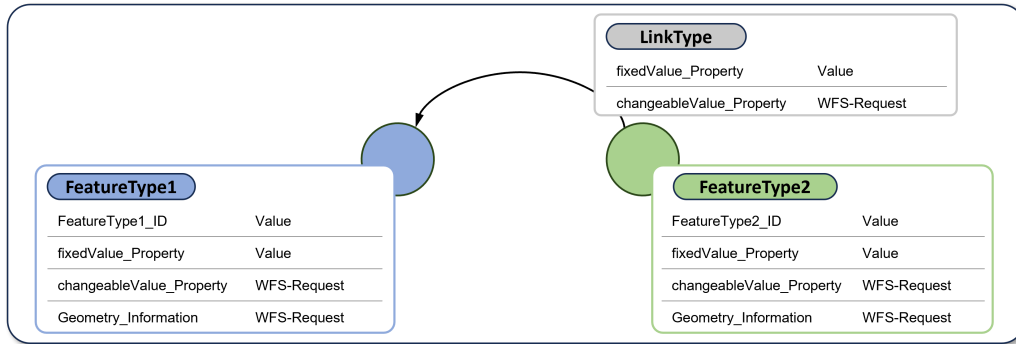 LinkType
fixedValue_Property Value
changeableValue_Property WFS-Request
FeatureType1
FeatureType1_ID Value
fixedValue_Property Value
changeableValue_Property WFS-Request
Geometry_Information WFS-Request
FeatureType2
FeatureType2_ID Value
fixedValue_Property Value
changeableValue_Property WFS-Request
Geometry_Information WFS-Request